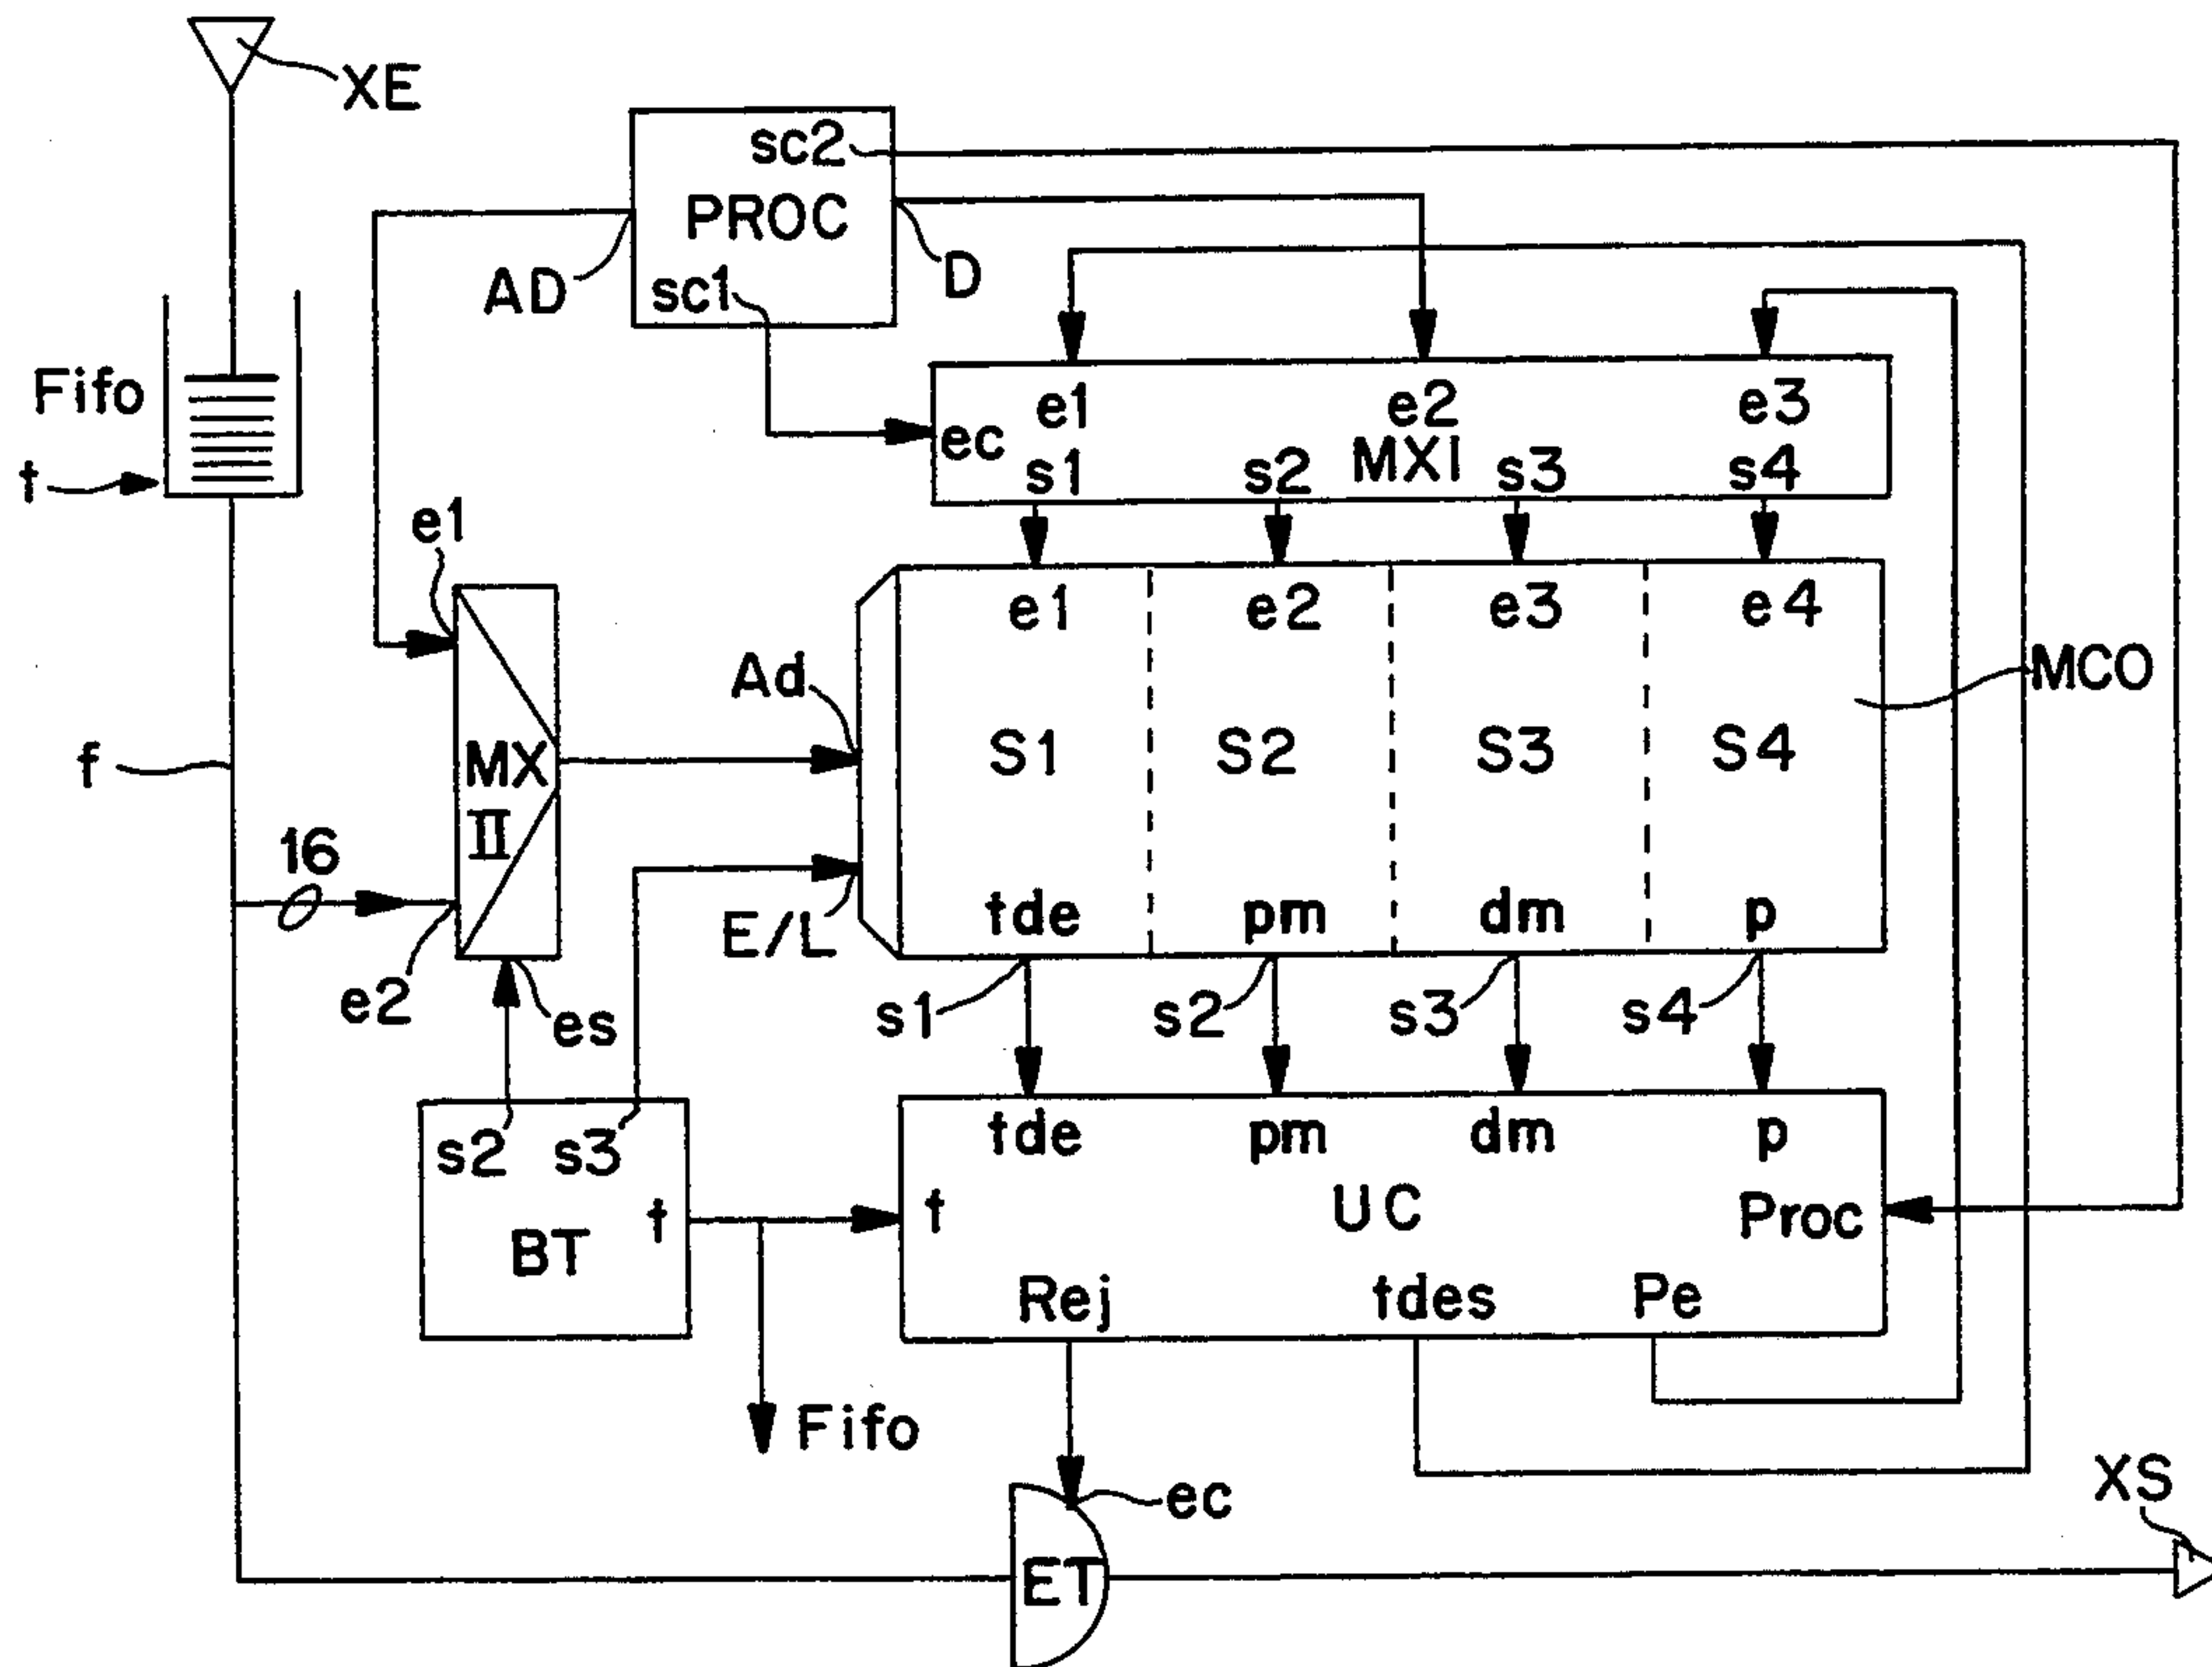 XE
sc2
PROC
AD
sc1
D
Fifo
t
e1
e2
e3
ec
MXI
s1
s2
s3
s4
e1
e1
e2
e3
e4
MCO
Ad
S1
S2
S3
S4
f
MX
II
16
tde
pm
dm
p
E/L
e2
es
s1
s2
s3
s4
s2
s3
t
BT
tde
pm
dm
p
t
UC
Proc
Rej
tdes
Pe
Fifo
ec
XS
ET